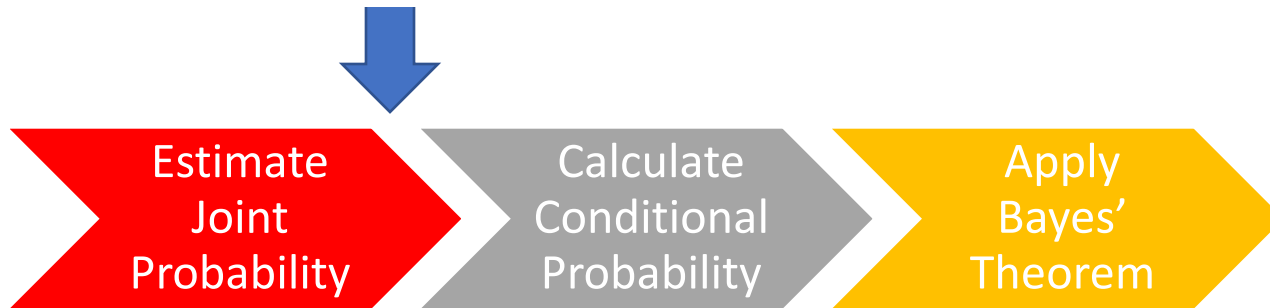 Estimate
Joint
Probability
Calculate
Conditional
Probability
Apply
Bayes’
Theorem